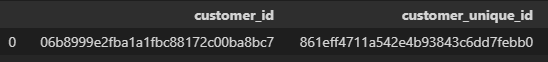 customer_id customer_unique_id
0 06b8999e2fba1a1fbc88172c00ba8bc7 861eff4711a542e4b93843c6dd7febb0